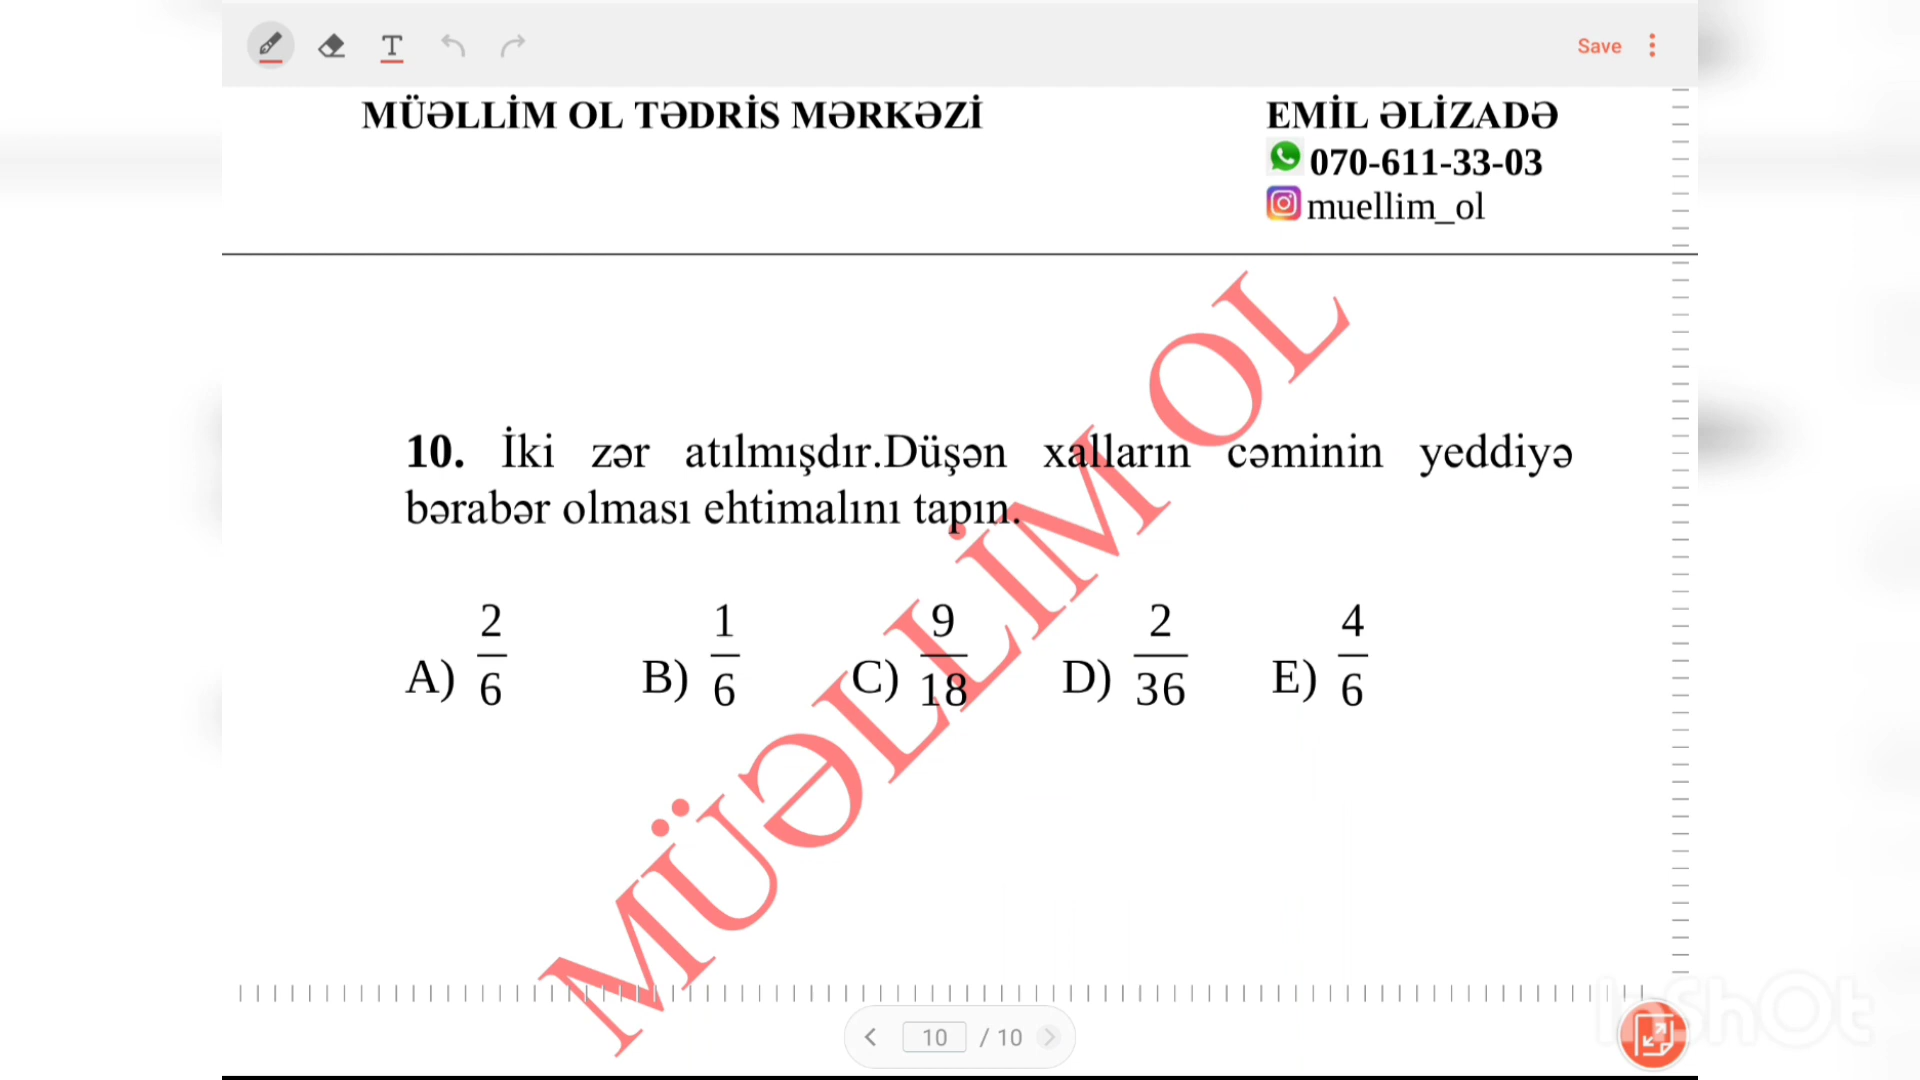 Save
MÜƏLLİM OL TƏDRİS MƏRKƏZİ
EMİL ƏLİZADƏ
070-611-33-03
muellim_ol
10. İki zər atılmışdır.Düşən xalların cəminin yeddiyə
bərabər olması ehtimalını tapın.
A) 2/6 B) 1/6 C) 9/18 D) 2/36 E) 4/6
MÜƏLLİM OL
10 / 10
InShOt